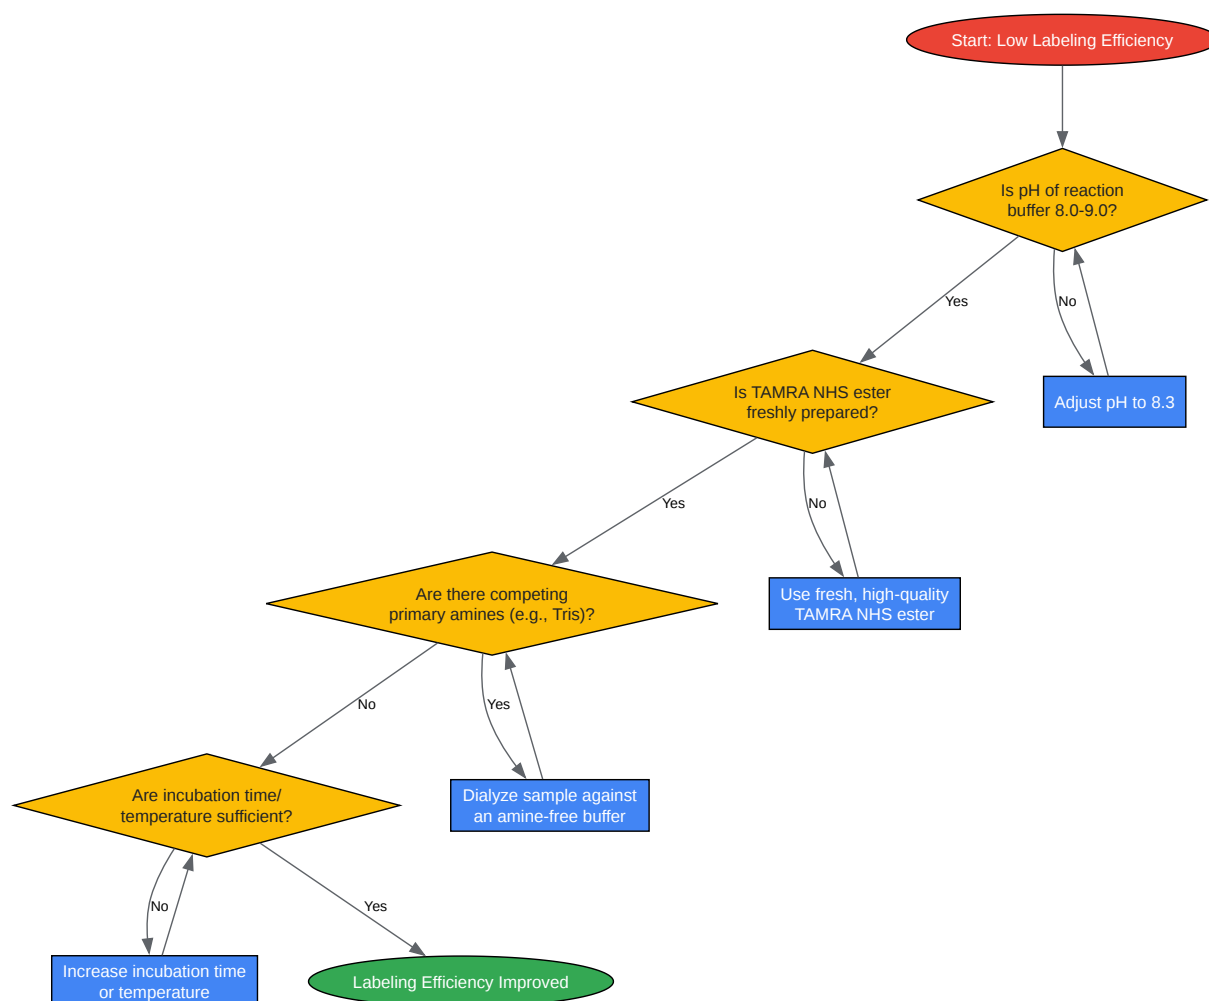 Start: Low Labeling Efficiency
Is pH of reaction
buffer 8.0-9.0?
Yes
No
Adjust pH to 8.3
Is TAMRA NHS ester
freshly prepared?
Yes
No
Use fresh, high-quality
TAMRA NHS ester
Are there competing
primary amines (e.g., Tris)?
No
Yes
Dialyze sample against
an amine-free buffer
Are incubation time/
temperature sufficient?
No
Yes
Increase incubation time
or temperature
Labeling Efficiency Improved